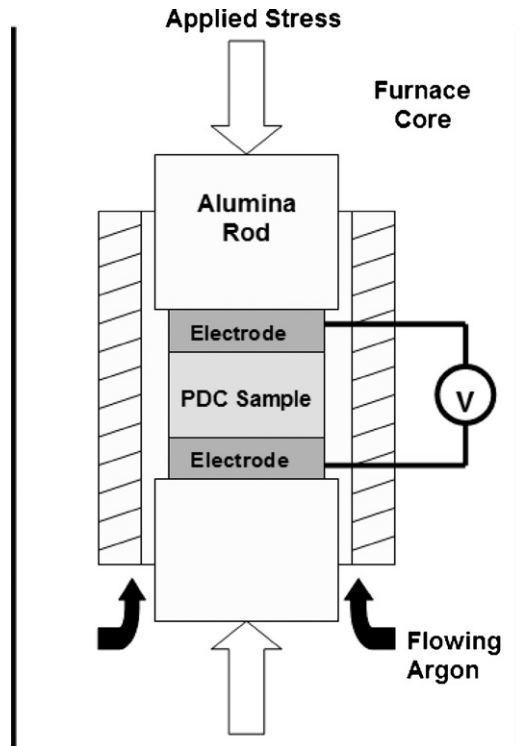 Applied Stress
Furnace
Core
Alumina
Rod
Electrode
PDC Sample
V
Electrode
Flowing
Argon